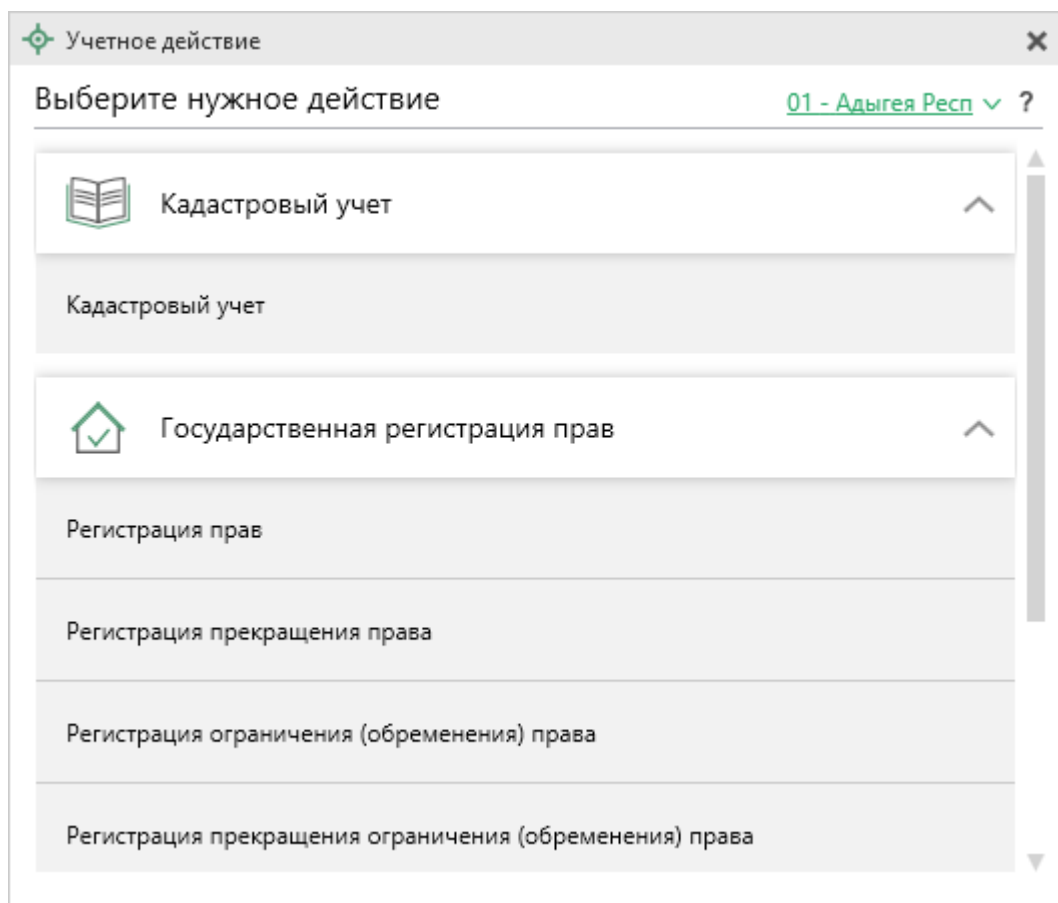 Учетное действие
Выберите нужное действие
01 - Адыгея Респ ?
Кадастровый учет
Кадастровый учет
Государственная регистрация прав
Регистрация прав
Регистрация прекращения права
Регистрация ограничения (обременения) права
Регистрация прекращения ограничения (обременения) права